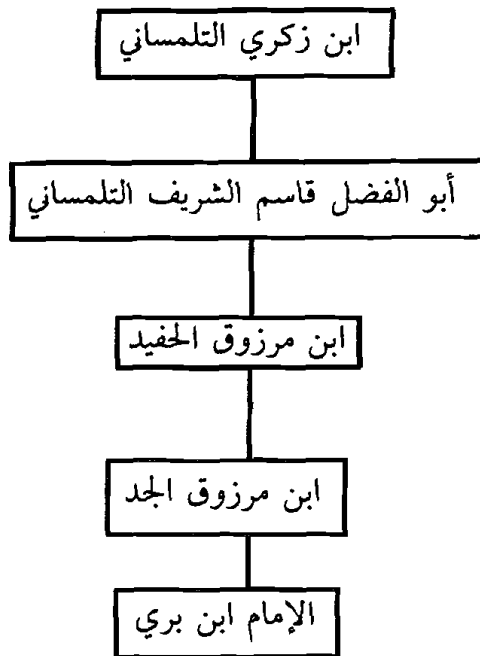 ابن زكري التلمساني
أبو الفضل قاسم الشريف التلمساني
ابن مرزوق الحفيد
ابن مرزوق الجد
الإمام ابن بري